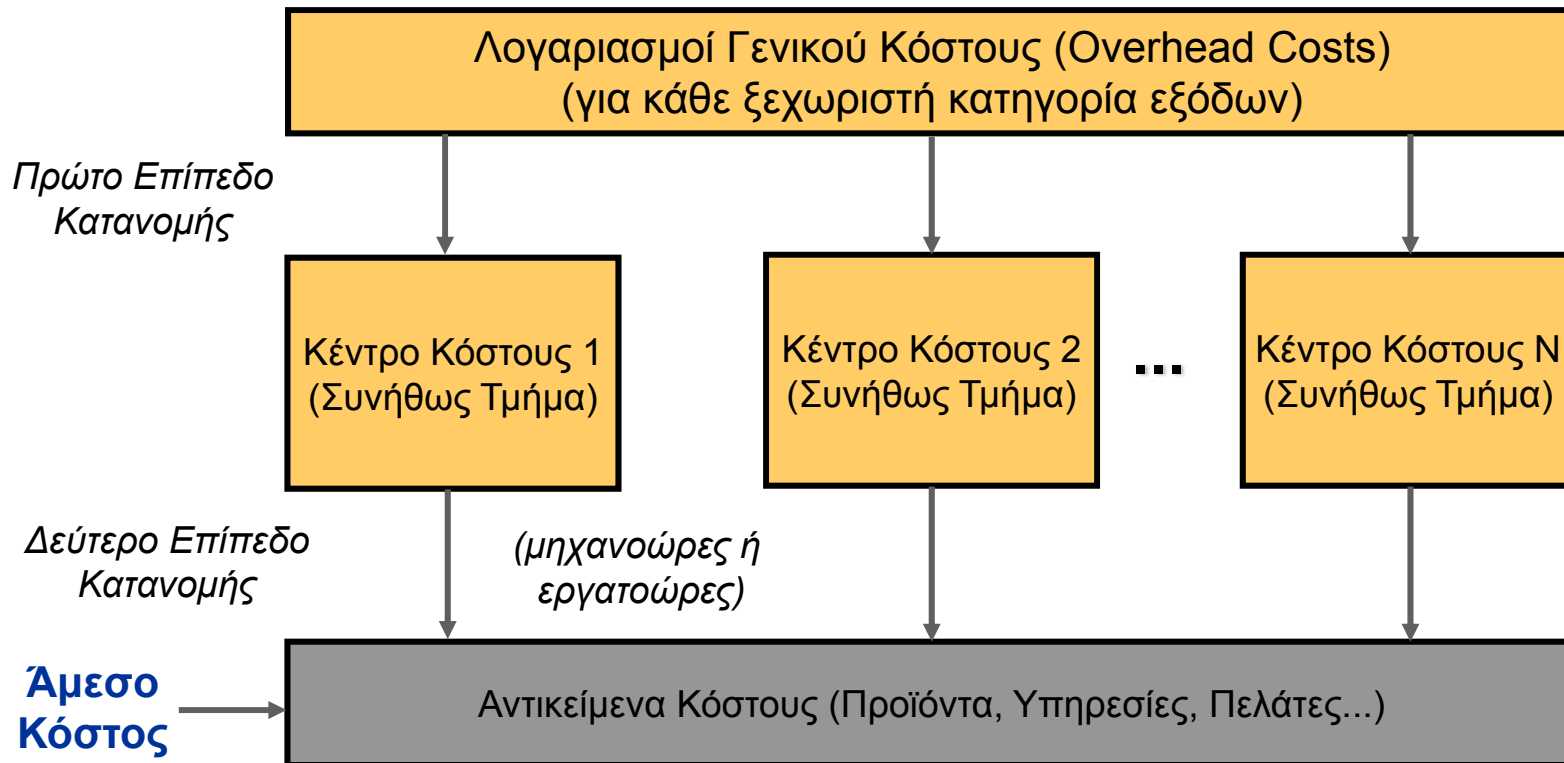 Λογαριασμοί Γενικού Κόστους (Overhead Costs)
(για κάθε ξεχωριστή κατηγορία εξόδων)
Πρώτο Επίπεδο
Κατανομής
Κέντρο Κόστους 1
(Συνήθως Τμήμα)
Κέντρο Κόστους 2
(Συνήθως Τμήμα)
...
Κέντρο Κόστους Ν
(Συνήθως Τμήμα)
Δεύτερο Επίπεδο
Κατανομής
(μηχανοώρες ή
εργατοώρες)
Άμεσο
Κόστος
Αντικείμενα Κόστους (Προϊόντα, Υπηρεσίες, Πελάτες...)